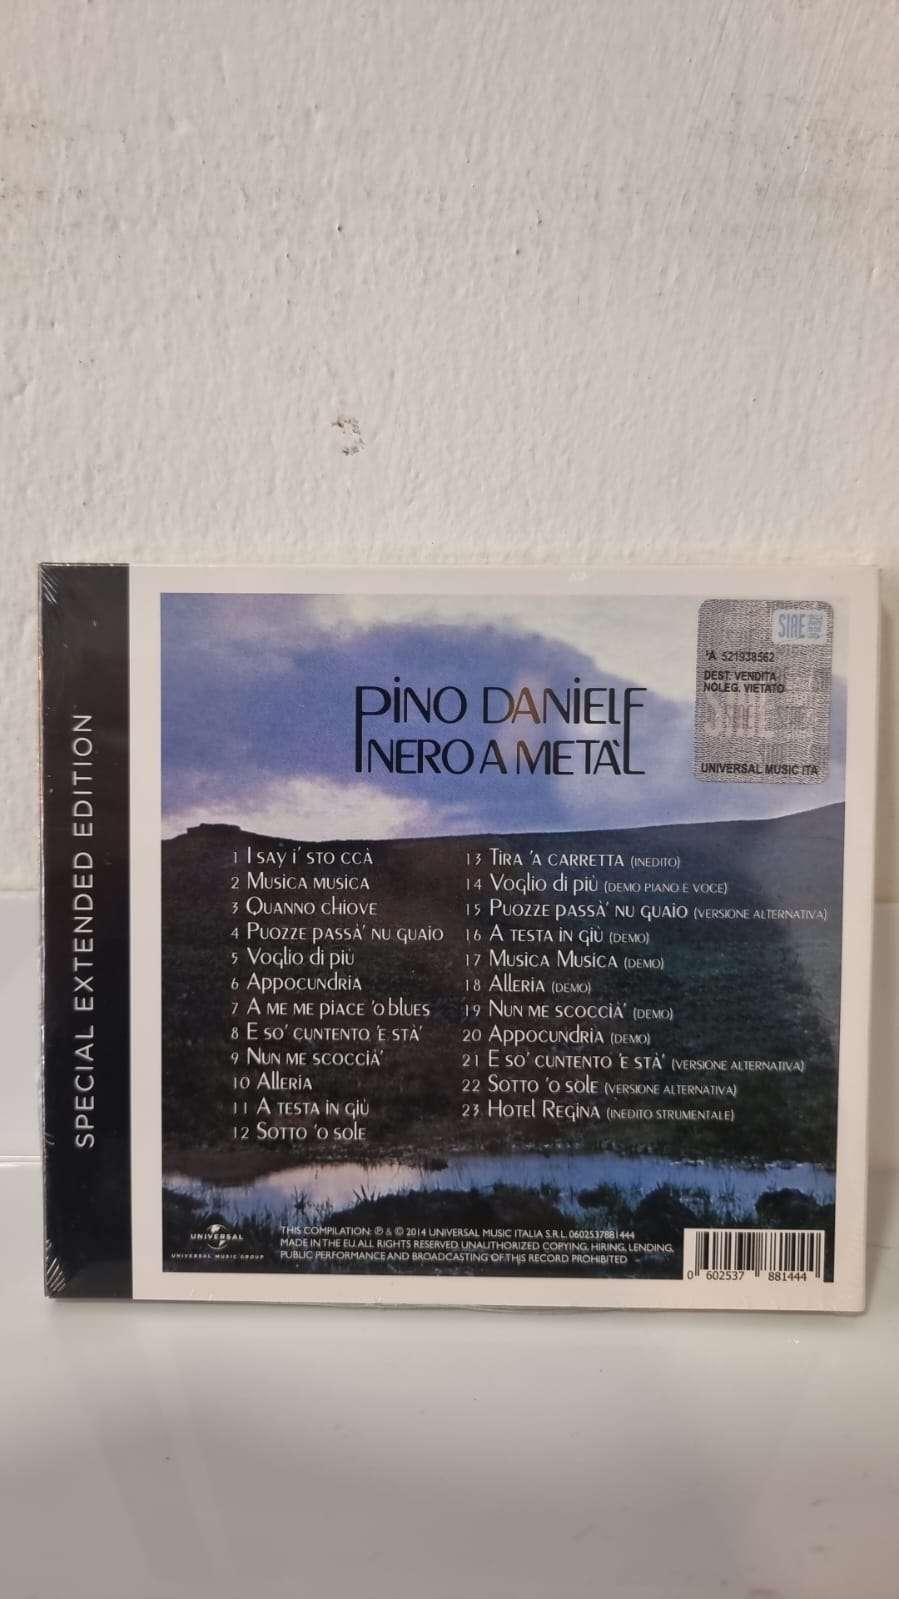 SPECIAL EXTENDED EDITION
PINO DANIELE
NERO A METÀ
SIAE
*A 521938562
DEST. VENDITA
NOLEG. VIETATO
UNIVERSAL MUSIC ITA
1 I say i' sto ccà
2 Musica musica
3 Quanno chiove
4 Puozze passà' nu guaio
5 Voglio di più
6 Appocundria
7 A me me piace 'o blues
8 E so' cuntento 'e stà'
9 Nun me scoccià'
10 Alleria
11 A testa in giù
12 Sotto 'o sole
13 Tira 'a carretta (inedito)
14 Voglio di più (demo piano e voce)
15 Puozze passà' nu guaio (versione alternativa)
16 A testa in giù (demo)
17 Musica Musica (demo)
18 Alleria (demo)
19 Nun me scoccià' (demo)
20 Appocundria (demo)
21 E so' cuntento 'e stà' (versione alternativa)
22 Sotto 'o sole (versione alternativa)
23 Hotel Regina (inedito strumentale)
UNIVERSAL
UNIVERSAL MUSIC GROUP
THIS COMPILATION: ℗ & © 2014 UNIVERSAL MUSIC ITALIA S.R.L. 0602537881444
MADE IN THE EU. ALL RIGHTS RESERVED. UNAUTHORIZED COPYING, HIRING, LENDING,
PUBLIC PERFORMANCE AND BROADCASTING OF THIS RECORD PROHIBITED
0 602537 881444